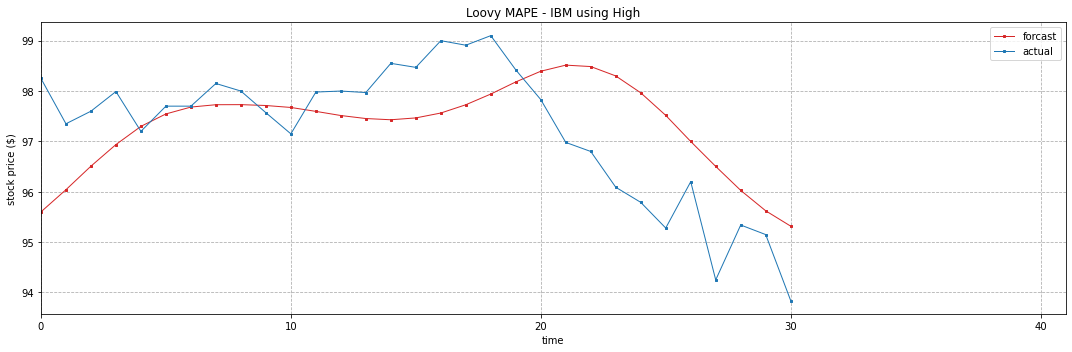 Loovy MAPE - IBM using High
forcast
actual
stock price ($)
99
98
97
96
95
94
0 10 20 30 40
time